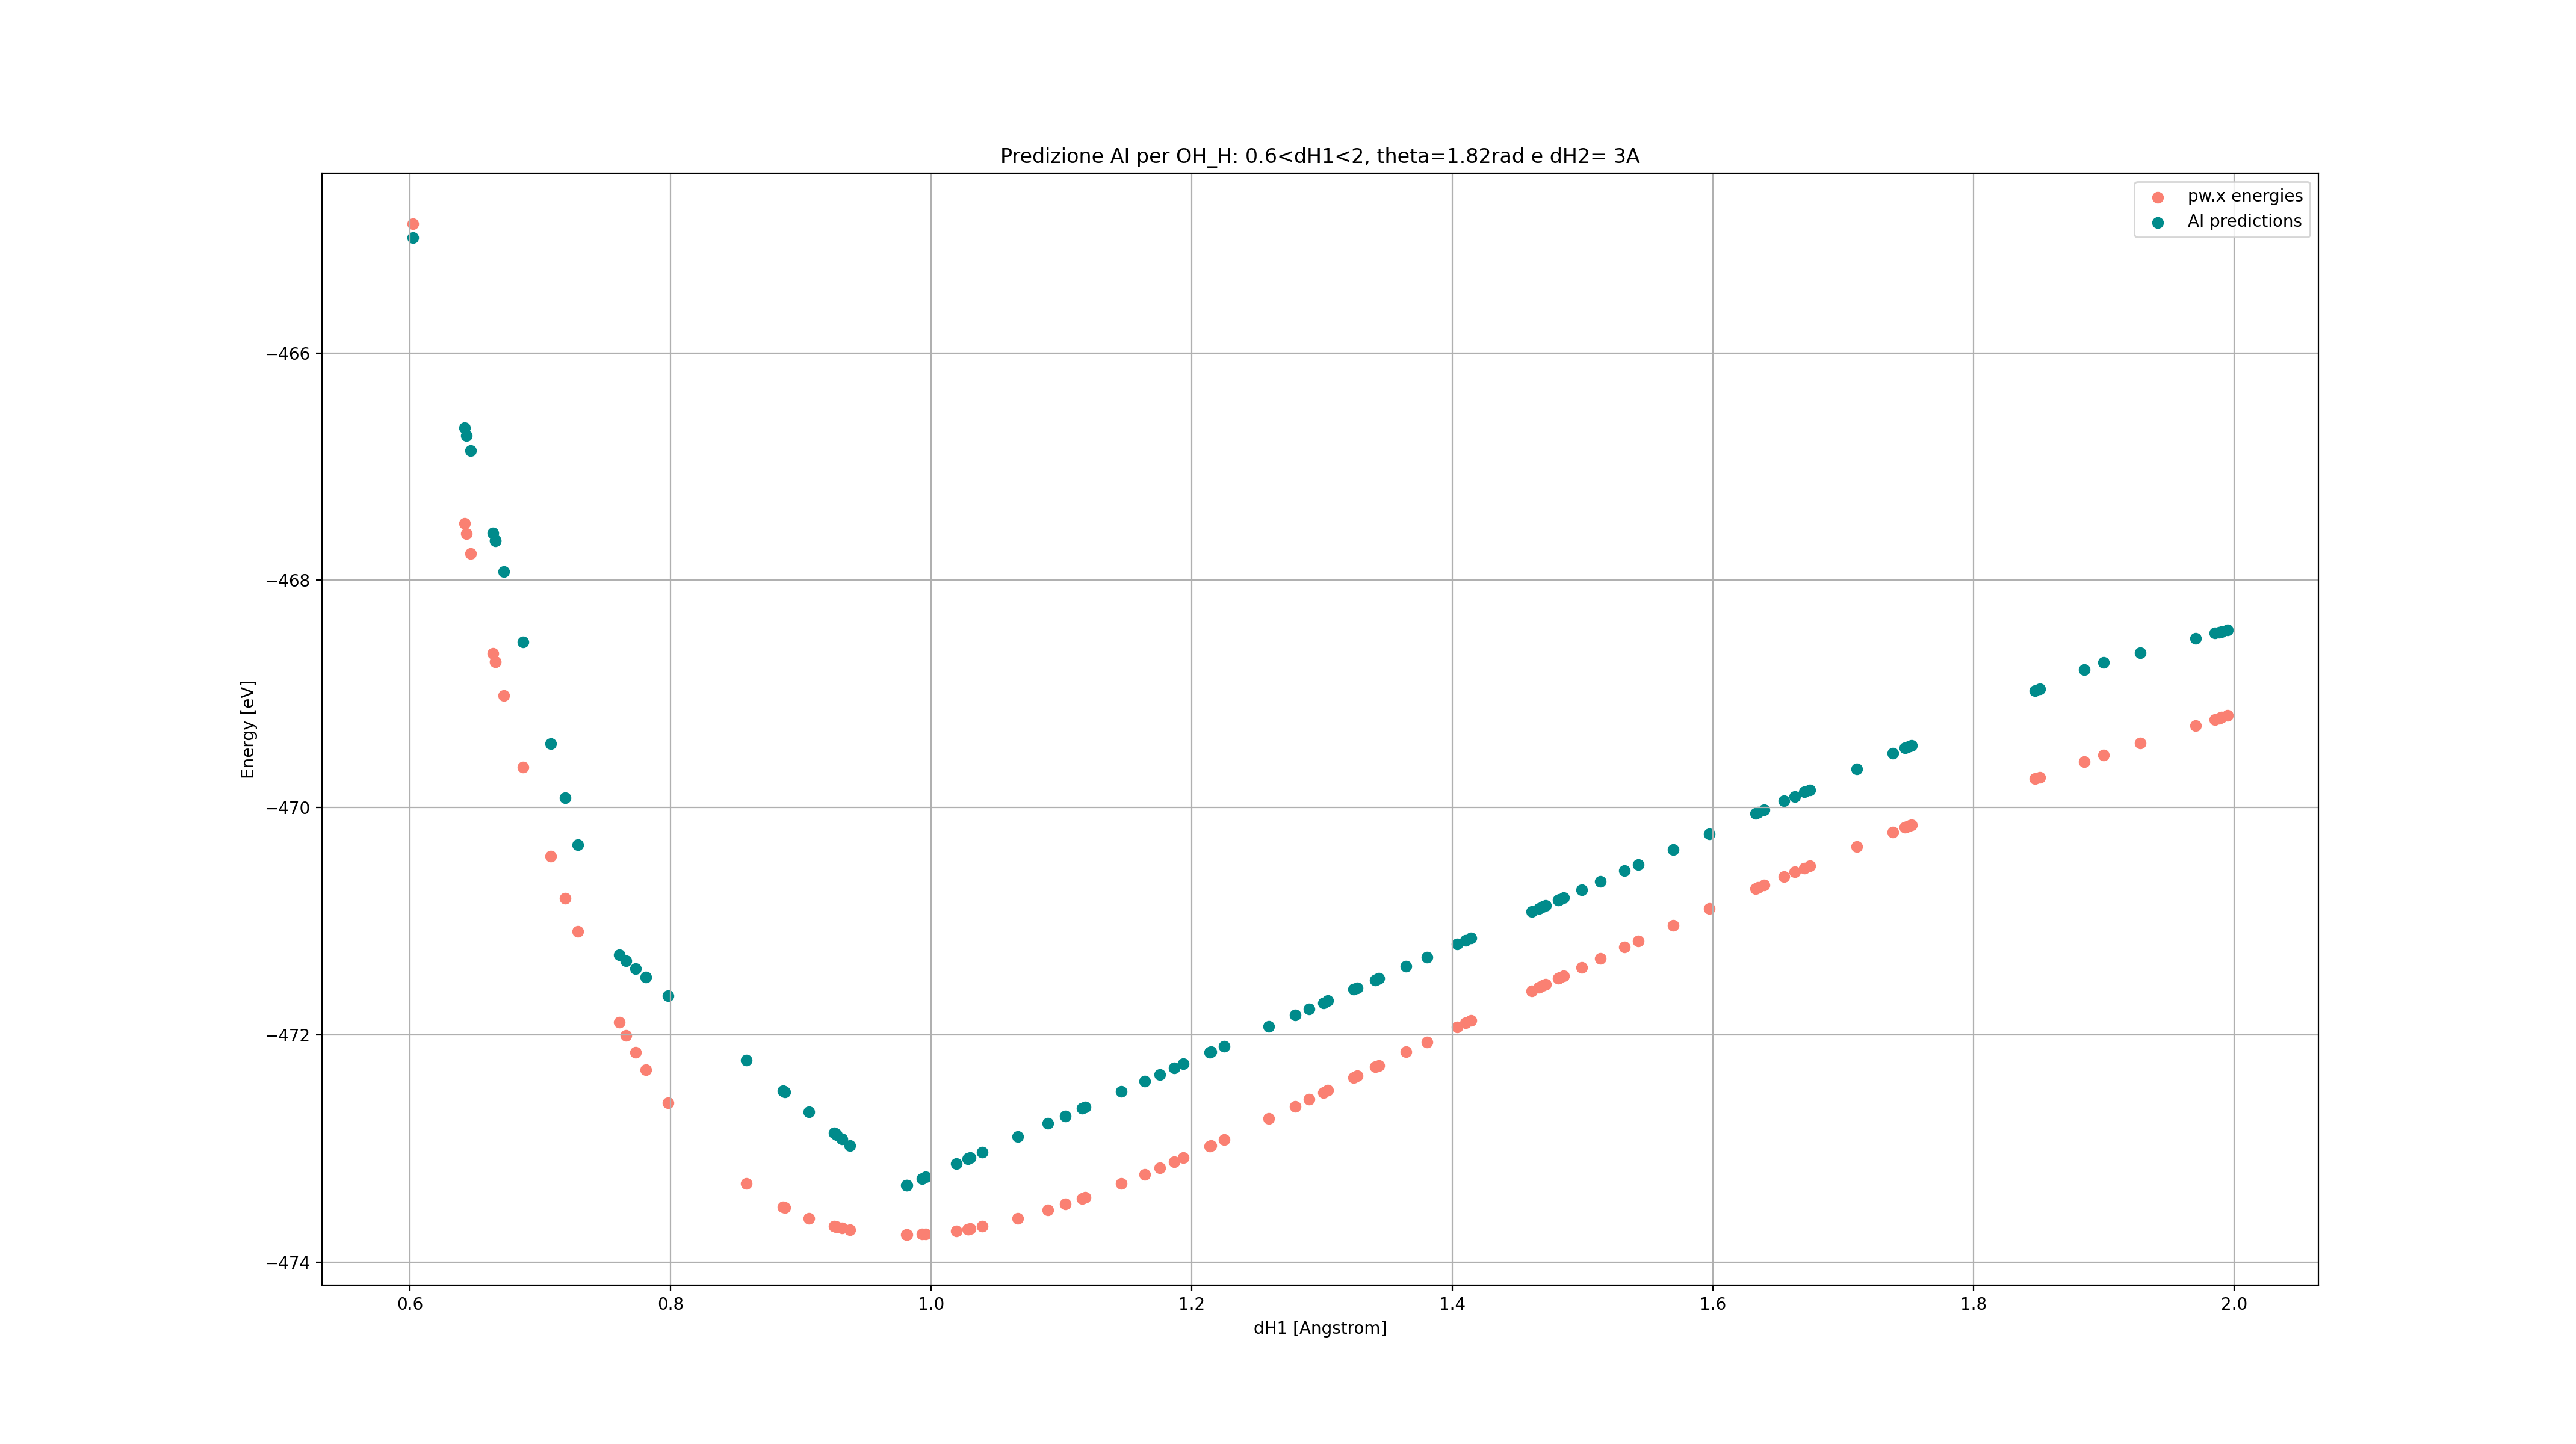 Predizione AI per OH_H: 0.6<dH1<2, theta=1.82rad e dH2= 3A
pw.x energies
AI predictions
Energy [eV]
−466
−468
−470
−472
−474
0.6 0.8 1.0 1.2 1.4 1.6 1.8 2.0
dH1 [Angstrom]